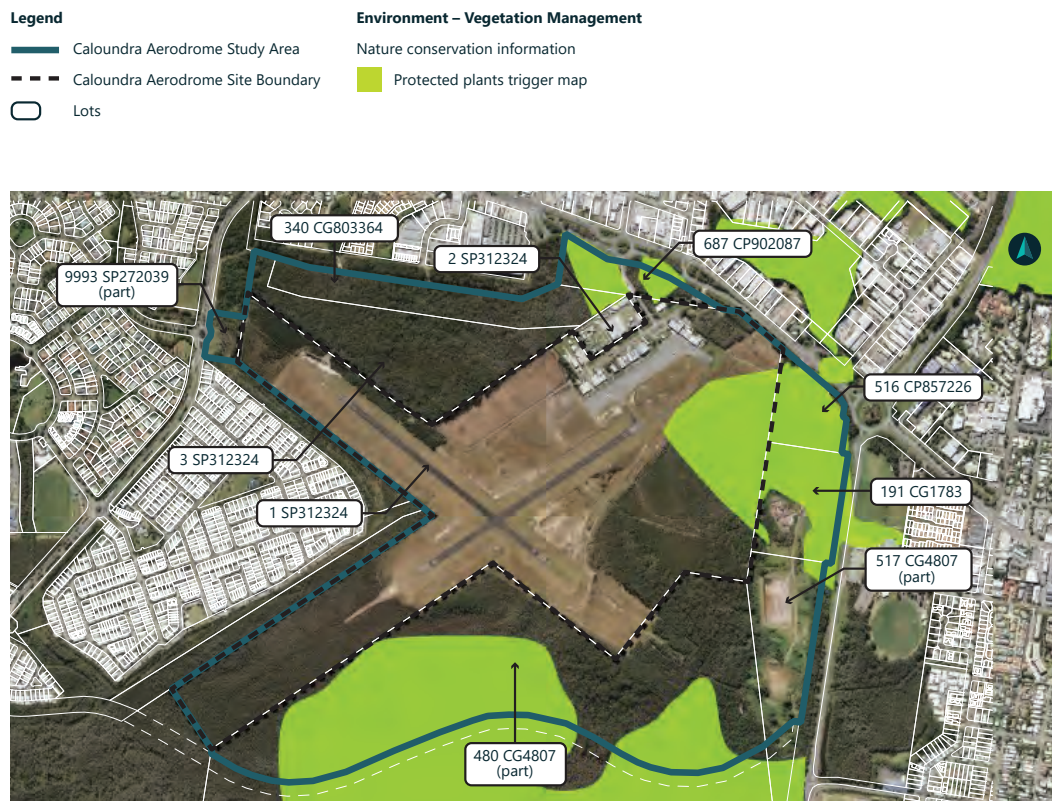 Legend
Caloundra Aerodrome Study Area
Caloundra Aerodrome Site Boundary
Lots
Environment – Vegetation Management
Nature conservation information
Protected plants trigger map
340 CG803364
687 CP902087
2 SP312324
9993 SP272039
(part)
516 CP857226
3 SP312324
191 CG1783
1 SP312324
517 CG4807
(part)
480 CG4807
(part)